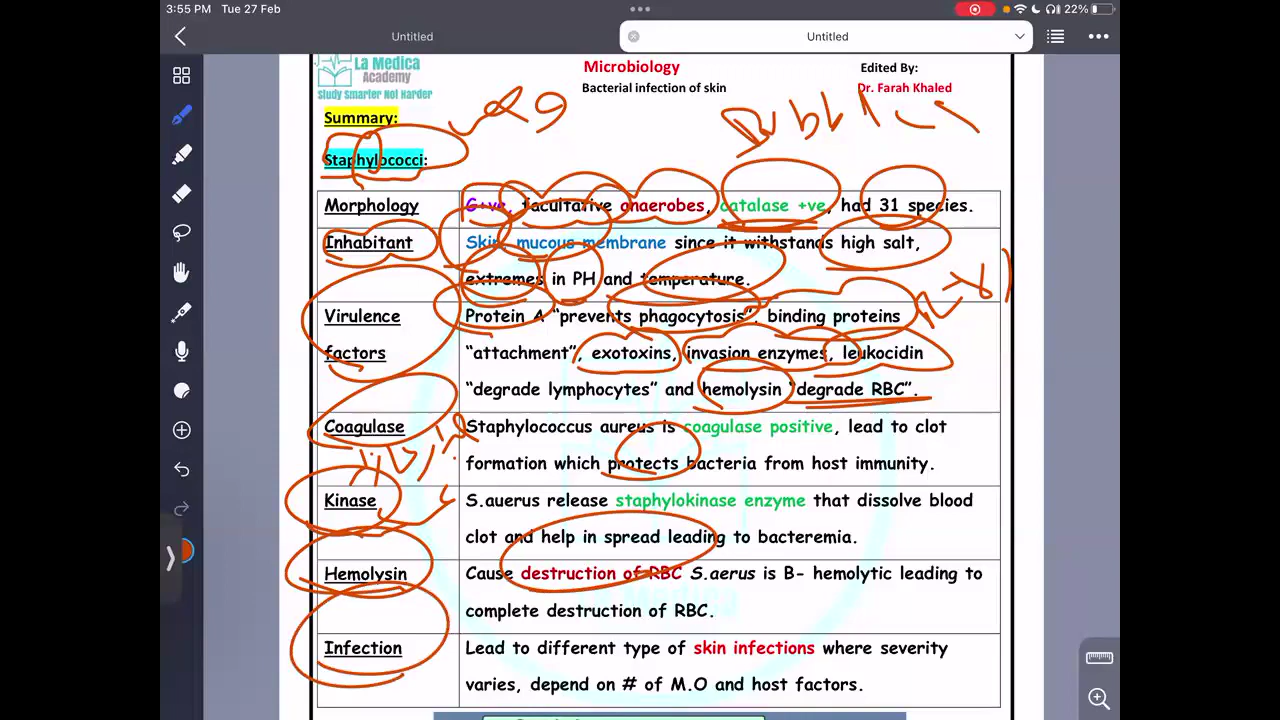 3:55 PM Tue 27 Feb
22%
Untitled
Untitled
La Medica
Academy
Study Smarter Not Harder
Microbiology
Bacterial infection of skin
Edited By:
Dr. Farah Khaled
Summary:
Staphylococci:
Morphology
G+ve, facultative anaerobes, catalase +ve, had 31 species.
Inhabitant
Skin, mucous membrane since it withstands high salt,
extremes in PH and temperature.
Virulence
factors
Protein A “prevents phagocytosis”, binding proteins
“attachment”, exotoxins, invasion enzymes, leukocidin
“degrade lymphocytes” and hemolysin “degrade RBC”.
Coagulase
Staphylococcus aureus is coagulase positive, lead to clot
formation which protects bacteria from host immunity.
Kinase
S.auerus release staphylokinase enzyme that dissolve blood
clot and help in spread leading to bacteremia.
Hemolysin
Cause destruction of RBC S.aerus is B- hemolytic leading to
complete destruction of RBC.
Infection
Lead to different type of skin infections where severity
varies, depend on # of M.O and host factors.